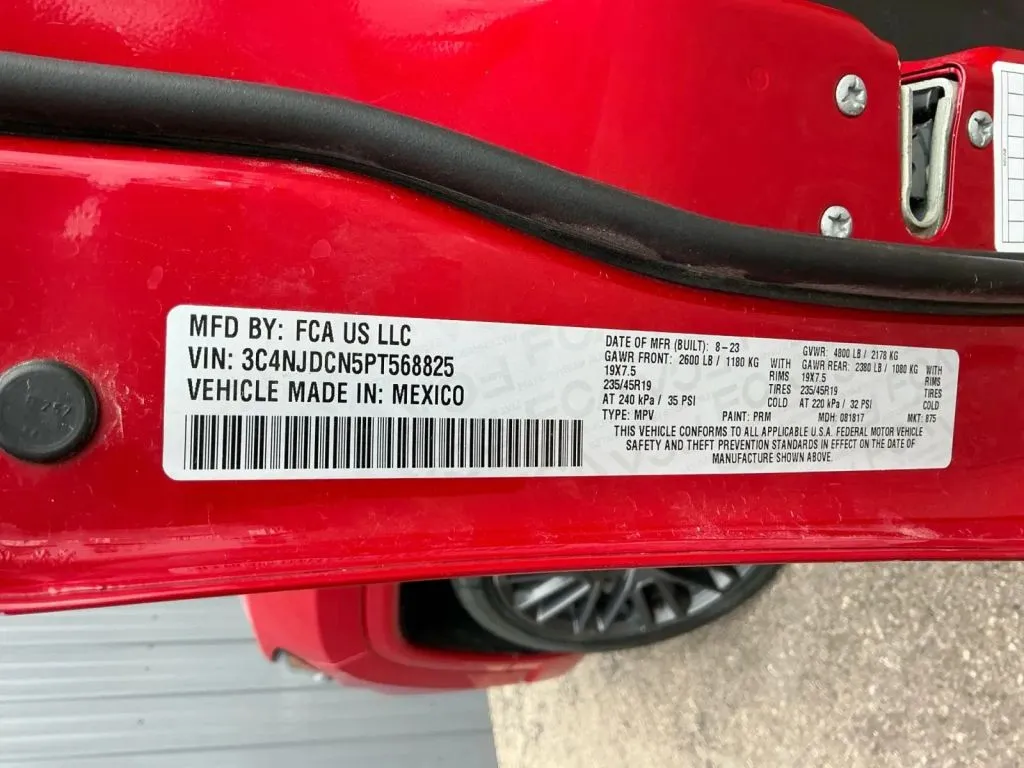 MFD BY: FCA US LLC
VIN: 3C4NJDCN5PT568825
VEHICLE MADE IN: MEXICO
DATE OF MFR (BUILT): 8-23 GVWR: 4800 LB / 2178 KG
GAWR FRONT: 2600 LB / 1180 KG WITH GAWR REAR: 2380 LB / 1080 KG WITH
19X7.5 RIMS 19X7.5 RIMS
235/45R19 TIRES 235/45R19 TIRES
AT 240 kPa / 35 PSI COLD AT 220 kPa / 32 PSI COLD
TYPE: MPV PAINT: PRM MDH: 081817 MKT: 875
THIS VEHICLE CONFORMS TO ALL APPLICABLE U.S.A. FEDERAL MOTOR VEHICLE
SAFETY AND THEFT PREVENTION STANDARDS IN EFFECT ON THE DATE OF
MANUFACTURE SHOWN ABOVE.